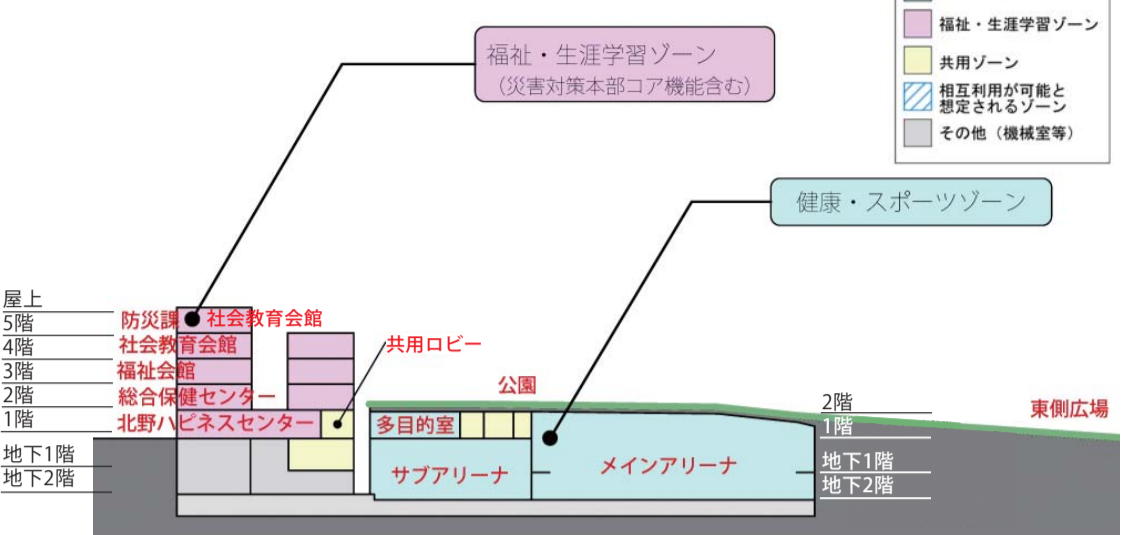 福祉・生涯学習ゾーン
共用ゾーン
相互利用が可能と
想定されるゾーン
その他（機械室等）
福祉・生涯学習ゾーン
（災害対策本部コア機能含む）
健康・スポーツゾーン
屋上
5階
防災課
社会教育会館
4階
社会教育会館
共用ロビー
3階
福祉会館
2階
総合保健センター
1階
北野ハピネスセンター
地下1階
地下2階
公園
多目的室
サブアリーナ
メインアリーナ
2階
1階
地下1階
地下2階
東側広場